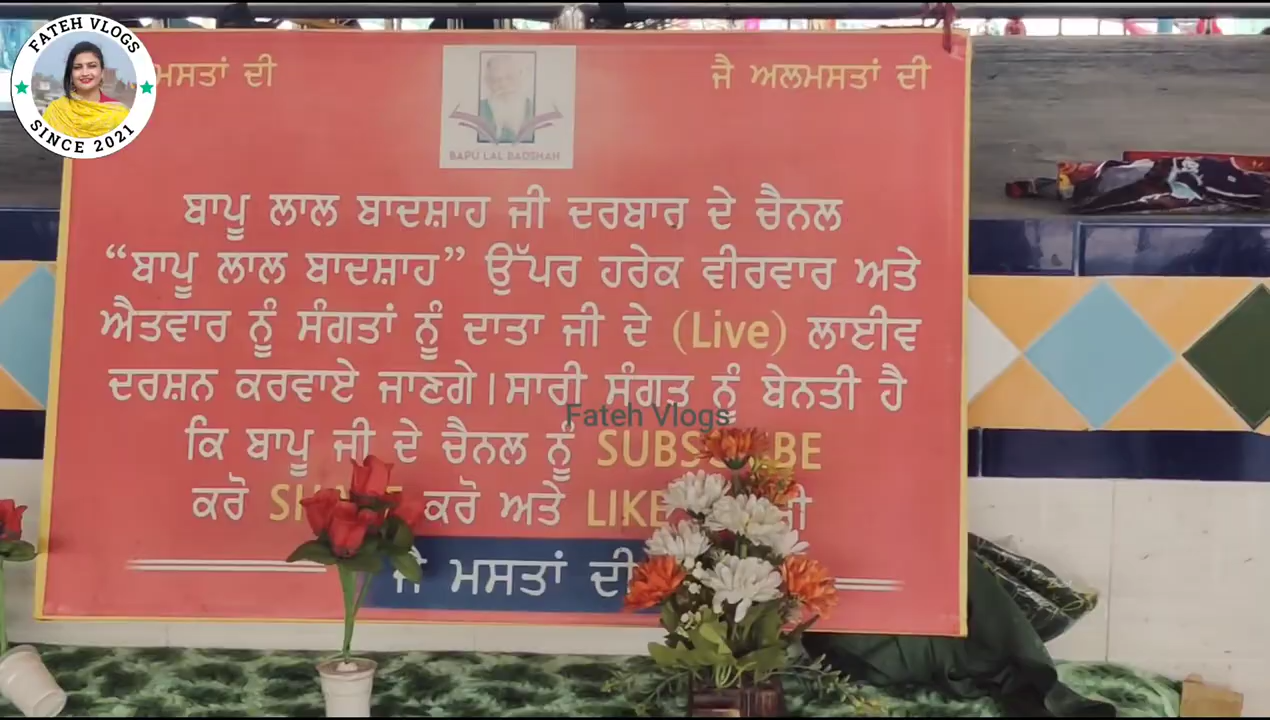 FATEH VLOGS
SINCE 2021
ਮਸਤਾਂ ਦੀ
ਜੈ ਅਲਮਸਤਾਂ ਦੀ
BAPU LAL BADSHAH
ਬਾਪੂ ਲਾਲ ਬਾਦਸ਼ਾਹ ਜੀ ਦਰਬਾਰ ਦੇ ਚੈਨਲ
“ਬਾਪੂ ਲਾਲ ਬਾਦਸ਼ਾਹ” ਉੱਪਰ ਹਰੇਕ ਵੀਰਵਾਰ ਅਤੇ
ਐਤਵਾਰ ਨੂੰ ਸੰਗਤਾਂ ਨੂੰ ਦਾਤਾ ਜੀ ਦੇ (Live) ਲਾਈਵ
ਦਰਸ਼ਨ ਕਰਵਾਏ ਜਾਣਗੇ।ਸਾਰੀ ਸੰਗਤ ਨੂੰ ਬੇਨਤੀ ਹੈ
Fateh Vlogs
ਕਿ ਬਾਪੂ ਜੀ ਦੇ ਚੈਨਲ ਨੂੰ
ਕਰੋ ਕਰੋ ਅਤੇ LIKE
ਜੈ ਮਸਤਾਂ ਦੀ